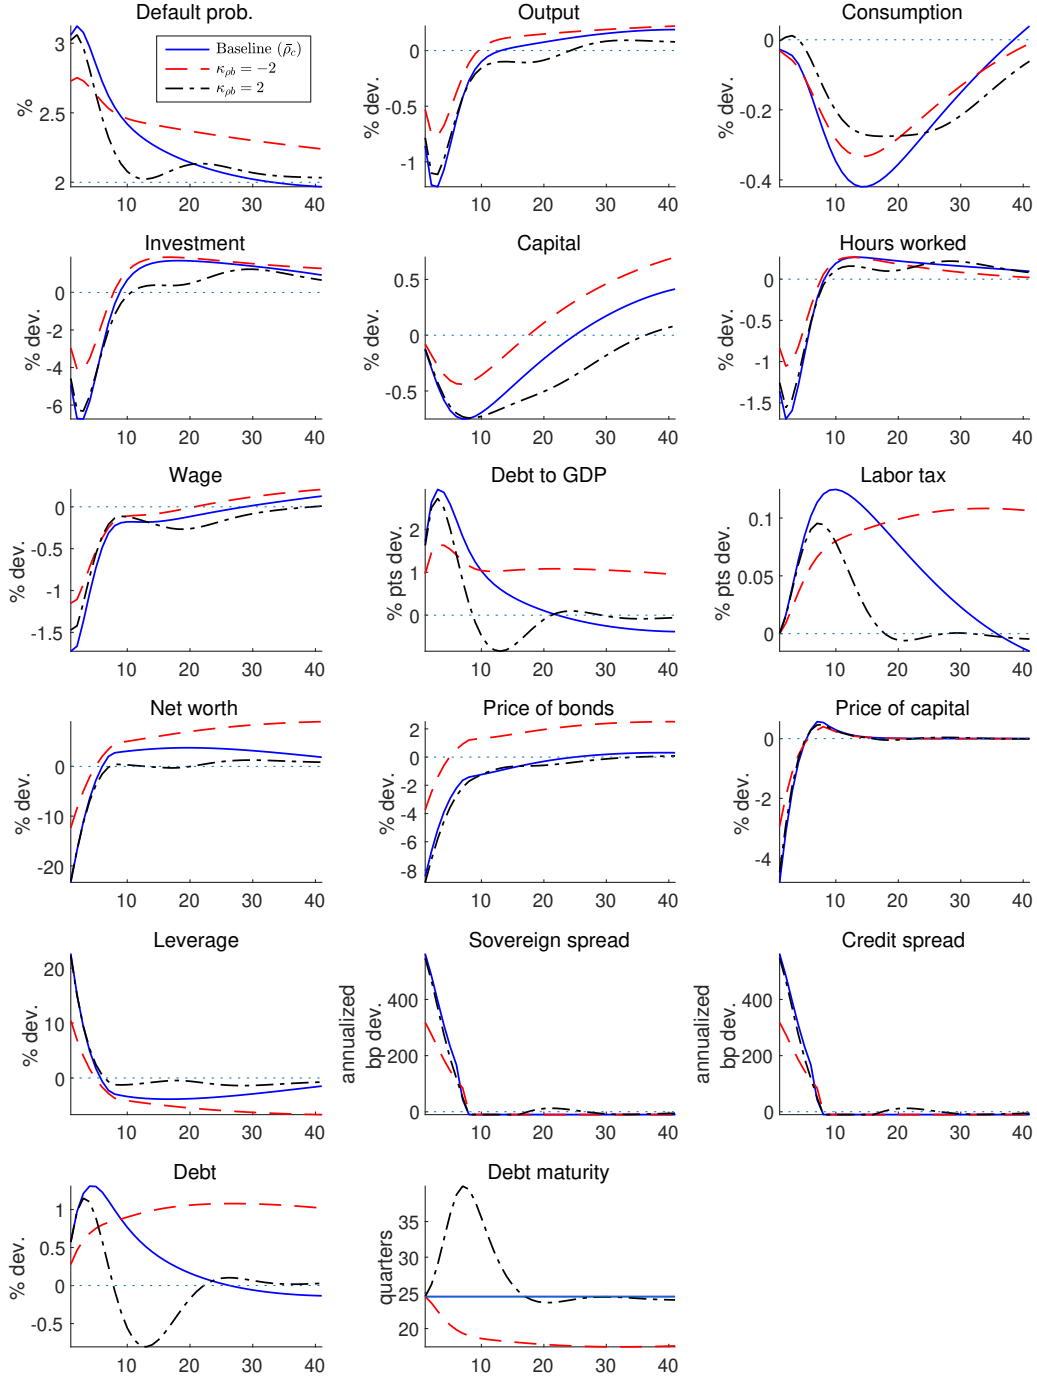 Default prob.
Output
Consumption
Baseline (ρ̄c)
κρb = −2
κρb = 2
3
2.5
2
%
10 20 30 40
0
-0.5
-1
% dev.
10 20 30 40
0
-0.2
-0.4
% dev.
10 20 30 40
Investment
Capital
Hours worked
0
-2
-4
-6
% dev.
10 20 30 40
0.5
0
-0.5
% dev.
10 20 30 40
0
-0.5
-1
-1.5
% dev.
10 20 30 40
Wage
Debt to GDP
Labor tax
0
-0.5
-1
-1.5
% dev.
10 20 30 40
2
1
0
% pts dev.
10 20 30 40
0.1
0.05
0
% pts dev.
10 20 30 40
Net worth
Price of bonds
Price of capital
0
-10
-20
% dev.
10 20 30 40
2
0
-2
-4
-6
-8
% dev.
10 20 30 40
0
-2
-4
% dev.
10 20 30 40
Leverage
Sovereign spread
Credit spread
20
10
0
% dev.
10 20 30 40
400
200
0
annualized
bp dev.
10 20 30 40
400
200
0
annualized
bp dev.
10 20 30 40
Debt
Debt maturity
1
0.5
0
-0.5
% dev.
10 20 30 40
35
30
25
20
quarters
10 20 30 40